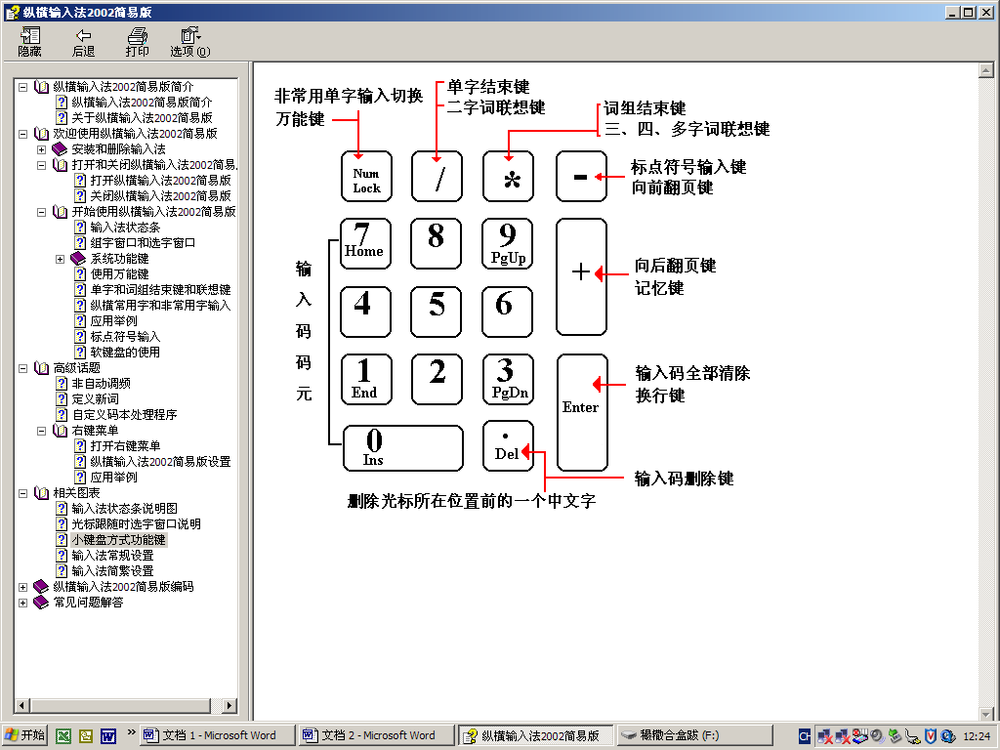 纵横输入法2002简易版
隐藏
后退
打印
选项(O)
纵横输入法2002简易版简介
纵横输入法2002简易版简介
关于纵横输入法2002简易版
欢迎使用纵横输入法2002简易版
安装和删除输入法
打开和关闭纵横输入法2002简易.
打开纵横输入法2002简易版
关闭纵横输入法2002简易版
开始使用纵横输入法2002简易版
输入法状态条
组字窗口和选字窗口
系统功能键
使用万能键
单字和词组结束键和联想键
纵横常用字和非常用字输入
应用举例
标点符号输入
软键盘的使用
高级话题
非自动调频
定义新词
自定义码本处理程序
右键菜单
打开右键菜单
纵横输入法2002简易版设置
应用举例
相关图表
输入法状态条说明图
光标跟随时选字窗口说明
小键盘方式功能键
输入法常规设置
输入法简繁设置
纵横输入法2002简易版编码
常见问题解答
非常用单字输入切换
万能键
单字结束键
二字词联想键
词组结束键
三、四、多字词联想键
标点符号输入键
向前翻页键
Num
Lock
/
*
-
7
Home
8
9
PgUp
+
向后翻页键
记忆键
输
入
码
码
元
4
5
6
1
End
2
3
PgDn
Enter
输入码全部清除
换行键
0
Ins
.
Del
输入码删除键
删除光标所在位置前的一个中文字
开始
文档 1 - Microsoft Word
文档 2 - Microsoft Word
纵横输入法2002简易版
CH
12:24